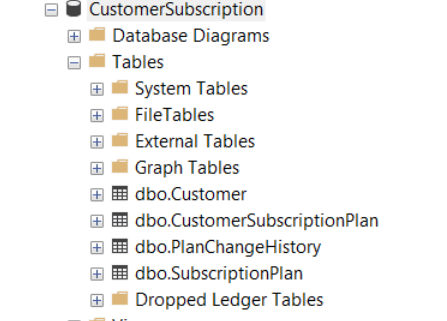 CustomerSubscription
Database Diagrams
Tables
System Tables
FileTables
External Tables
Graph Tables
dbo.Customer
dbo.CustomerSubscriptionPlan
dbo.PlanChangeHistory
dbo.SubscriptionPlan
Dropped Ledger Tables